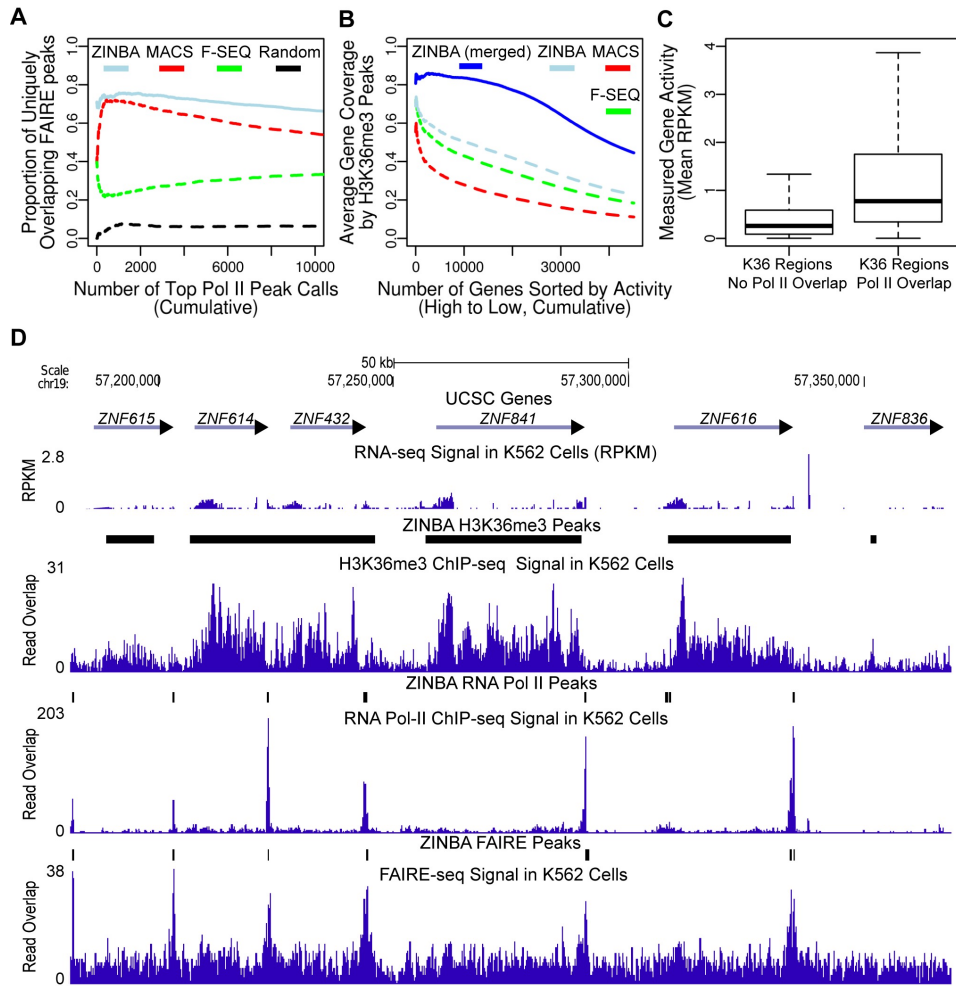 A
B
C
ZINBA MACS F-SEQ Random
Proportion of Uniquely
Overlapping FAIRE peaks
0.0 0.2 0.4 0.6 0.8 1.0
0 2000 6000 10000
Number of Top Pol II Peak Calls
(Cumulative)
ZINBA (merged) ZINBA MACS
F-SEQ
Average Gene Coverage
by H3K36me3 Peaks
0.0 0.2 0.4 0.6 0.8 1.0
0 10000 30000
Number of Genes Sorted by Activity
(High to Low, Cumulative)
Measured Gene Activity
(Mean RPKM)
0 1 2 3 4
K36 Regions
No Pol II Overlap
K36 Regions
Pol II Overlap
D
50 kb
Scale
chr19:
57,200,000 57,250,000 57,300,000 57,350,000
UCSC Genes
ZNF615 ZNF614 ZNF432 ZNF841 ZNF616 ZNF836
RNA-seq Signal in K562 Cells (RPKM)
2.8
RPKM
0
ZINBA H3K36me3 Peaks
H3K36me3 ChIP-seq Signal in K562 Cells
31
Read Overlap
0
ZINBA RNA Pol II Peaks
RNA Pol-II ChIP-seq Signal in K562 Cells
203
Read Overlap
0
ZINBA FAIRE Peaks
FAIRE-seq Signal in K562 Cells
38
Read Overlap
0